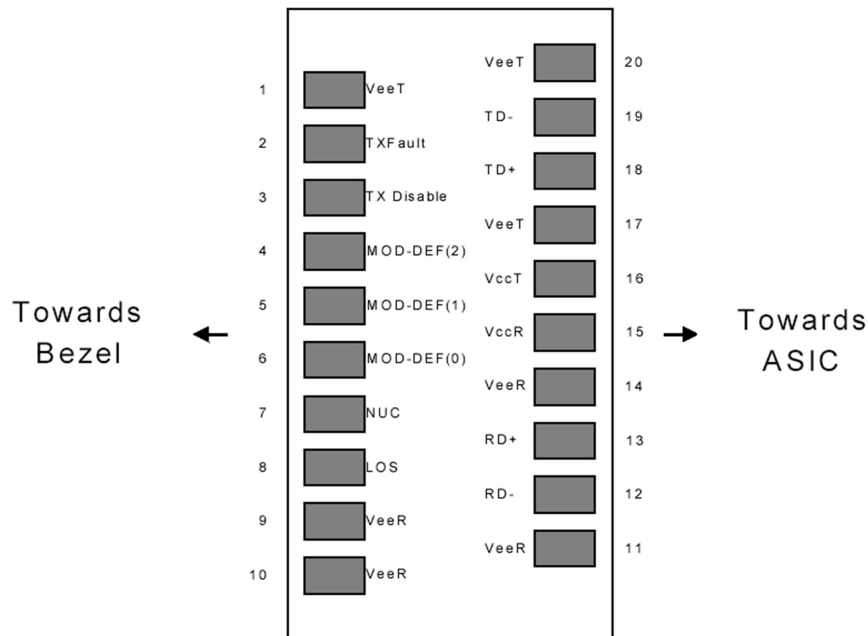 VeeT 20
1 VeeT
TD- 19
2 TXFault
TD+ 18
3 TX Disable
VeeT 17
4 MOD-DEF(2)
VccT 16
5 MOD-DEF(1)
Towards
Bezel
VccR 15
Towards
ASIC
6 MOD-DEF(0)
VeeR 14
7 NUC
RD+ 13
8 LOS
RD- 12
9 VeeR
VeeR 11
10 VeeR